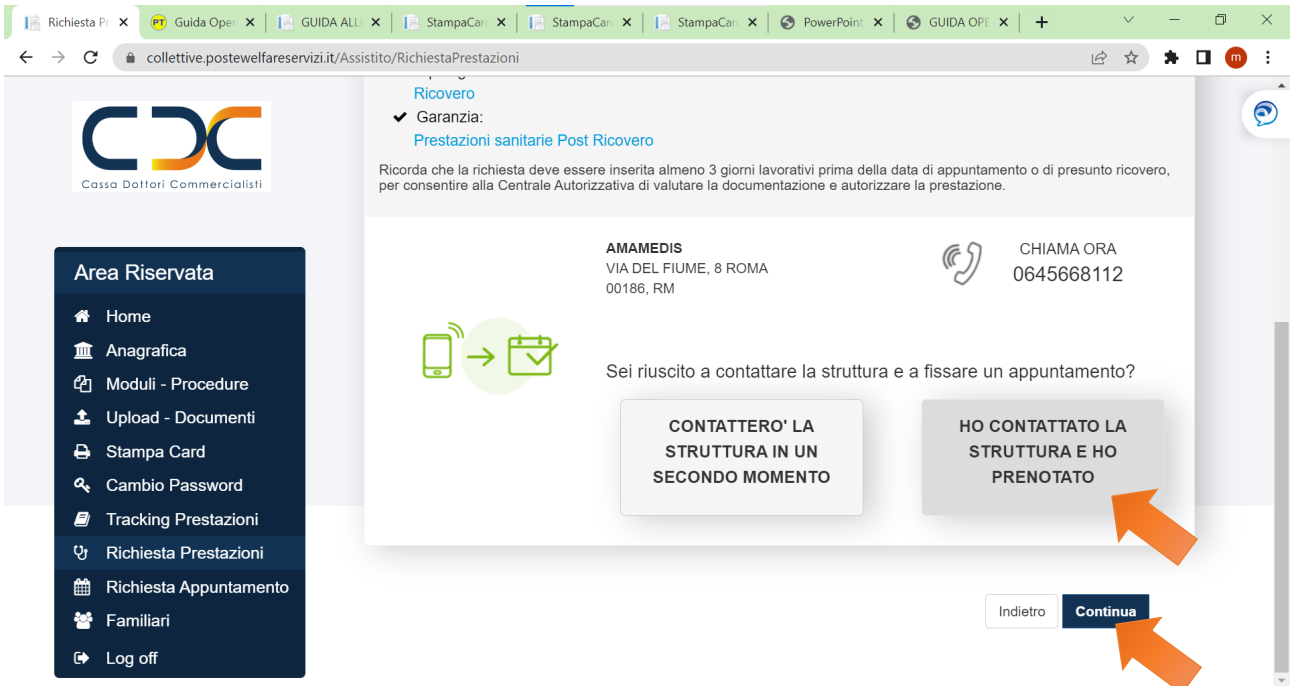 Richiesta Pr
Guida Oper
GUIDA ALL
StampaCar
StampaCar
StampaCar
PowerPoint
GUIDA OPE
collettive.postewelfareservizi.it/Assistito/RichiestaPrestazioni
m
Ricovero
Garanzia:
Prestazioni sanitarie Post Ricovero
Ricorda che la richiesta deve essere inserita almeno 3 giorni lavorativi prima della data di appuntamento o di presunto ricovero,
per consentire alla Centrale Autorizzativa di valutare la documentazione e autorizzare la prestazione.
CDC
Cassa Dottori Commercialisti
Area Riservata
Home
Anagrafica
Moduli - Procedure
Upload - Documenti
Stampa Card
Cambio Password
Tracking Prestazioni
Richiesta Prestazioni
Richiesta Appuntamento
Familiari
Log off
AMAMEDIS
VIA DEL FIUME, 8 ROMA
00186, RM
CHIAMA ORA
0645668112
Sei riuscito a contattare la struttura e a fissare un appuntamento?
CONTATTERO' LA
STRUTTURA IN UN
SECONDO MOMENTO
HO CONTATTATO LA
STRUTTURA E HO
PRENOTATO
Indietro
Continua